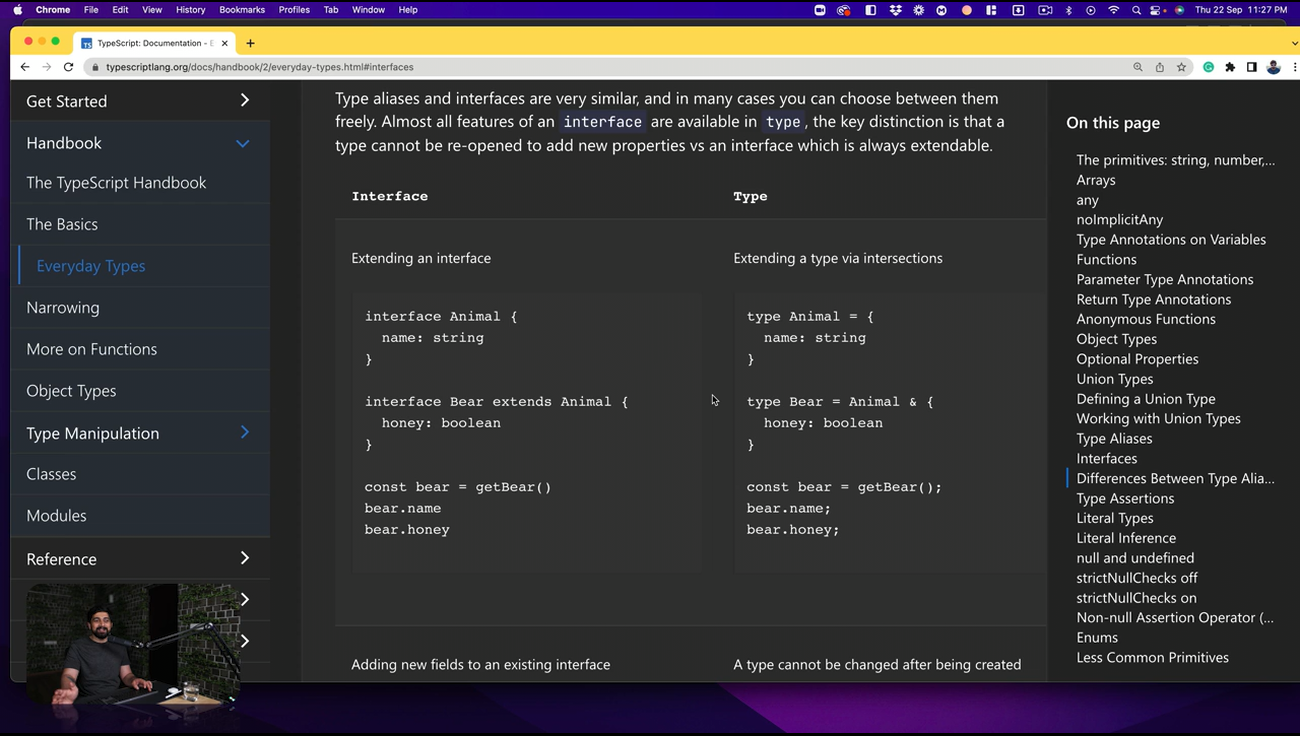 Chrome File Edit View History Bookmarks Profiles Tab Window Help
Thu 22 Sep 11:27 PM
TS TypeScript: Documentation - E
typescriptlang.org/docs/handbook/2/everyday-types.html#interfaces
Get Started
Handbook
The TypeScript Handbook
The Basics
Everyday Types
Narrowing
More on Functions
Object Types
Type Manipulation
Classes
Modules
Reference
Type aliases and interfaces are very similar, and in many cases you can choose between them
freely. Almost all features of an interface are available in type, the key distinction is that a
type cannot be re-opened to add new properties vs an interface which is always extendable.
Interface
Type
Extending an interface
interface Animal {
name: string
}
interface Bear extends Animal {
honey: boolean
}
const bear = getBear()
bear.name
bear.honey
Extending a type via intersections
type Animal = {
name: string
}
type Bear = Animal & {
honey: boolean
}
const bear = getBear();
bear.name;
bear.honey;
Adding new fields to an existing interface
A type cannot be changed after being created
On this page
The primitives: string, number,...
Arrays
any
noImplicitAny
Type Annotations on Variables
Functions
Parameter Type Annotations
Return Type Annotations
Anonymous Functions
Object Types
Optional Properties
Union Types
Defining a Union Type
Working with Union Types
Type Aliases
Interfaces
Differences Between Type Alia...
Type Assertions
Literal Types
Literal Inference
null and undefined
strictNullChecks off
strictNullChecks on
Non-null Assertion Operator (...
Enums
Less Common Primitives